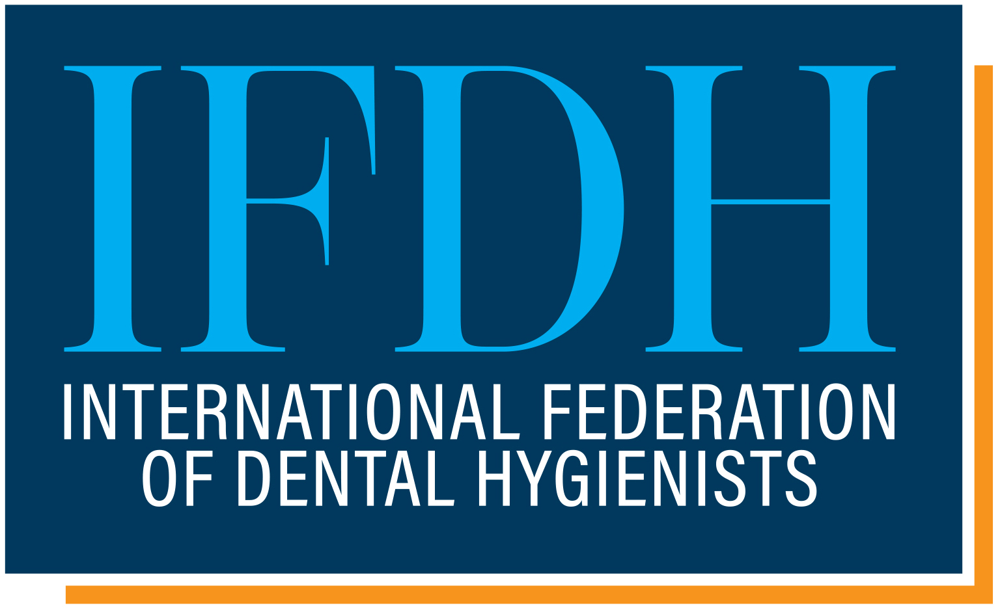 IFDH
INTERNATIONAL FEDERATION
OF DENTAL HYGIENISTS